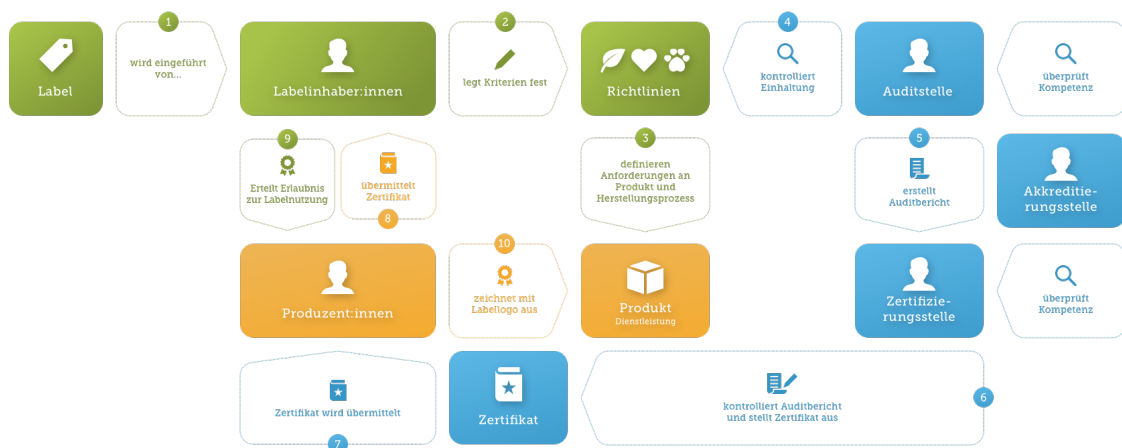 1
2
4
wird eingeführt
von...
legt Kriterien fest
kontrolliert
Einhaltung
überprüft
Kompetenz
Label
Labelinhaber:innen
Richtlinien
Auditstelle
9
3
5
Erteilt Erlaubnis
zur Labelnutzung
übermittelt
Zertifikat
8
definieren
Anforderungen an
Produkt und
Herstellungsprozess
erstellt
Auditbericht
Akkreditie-
rungsstelle
10
Produzent:innen
zeichnet mit
Labellogo aus
Produkt
Dienstleistung
Zertifizie-
rungsstelle
überprüft
Kompetenz
Zertifikat wird übermittelt
7
Zertifikat
kontrolliert Auditbericht
und stellt Zertifikat aus
6